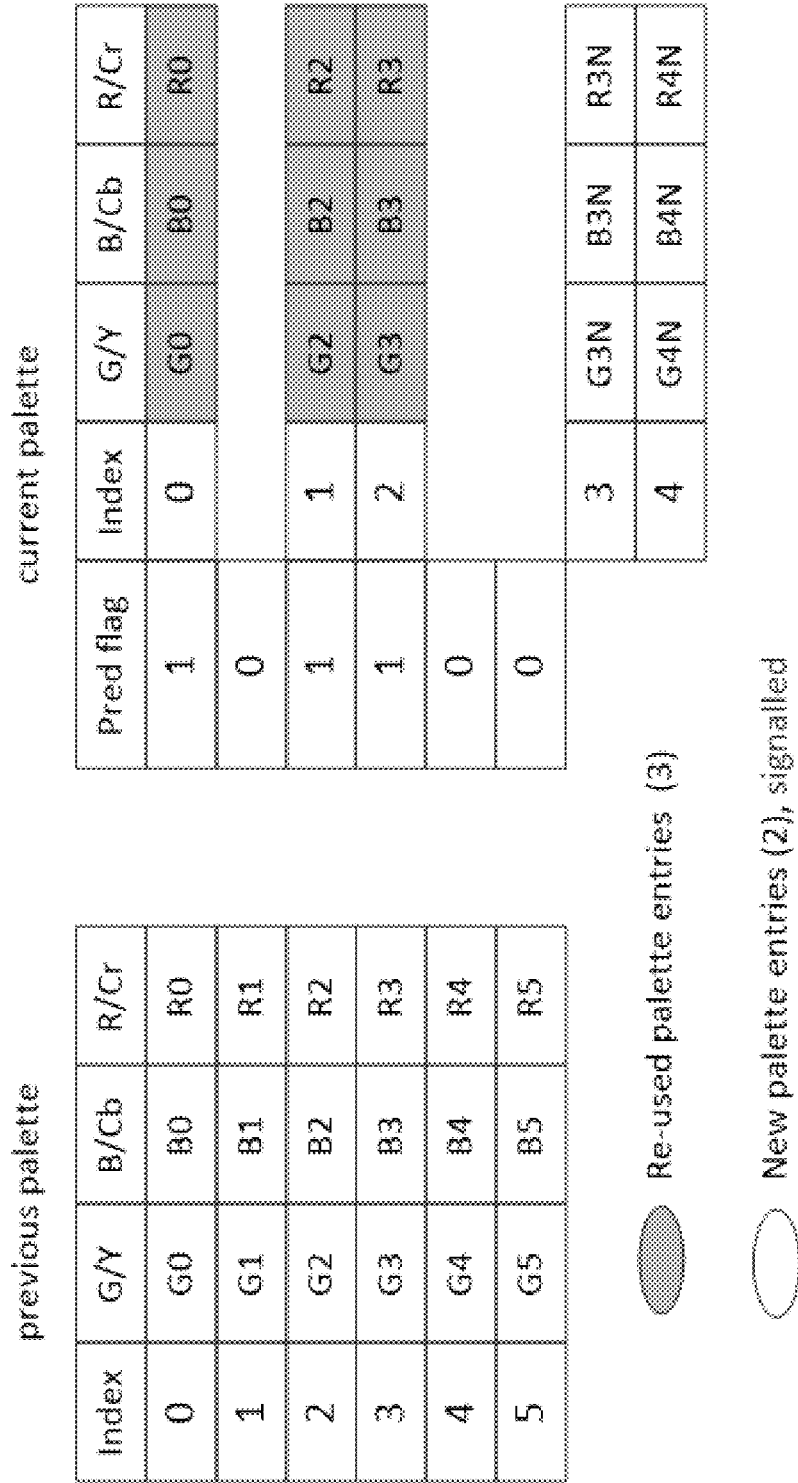 previous palette
Index G/Y B/Cb R/Cr
0 G0 B0 R0
1 G1 B1 R1
2 G2 B2 R2
3 G3 B3 R3
4 G4 B4 R4
5 G5 B5 R5
current palette
Pred flag Index G/Y B/Cb R/Cr
1 0 G0 B0 R0
0
1 1 G2 B2 R2
1 2 G3 B3 R3
0
0
3 G3N B3N R3N
4 G4N B4N R4N
Re-used palette entries (3)
New palette entries (2), signalled